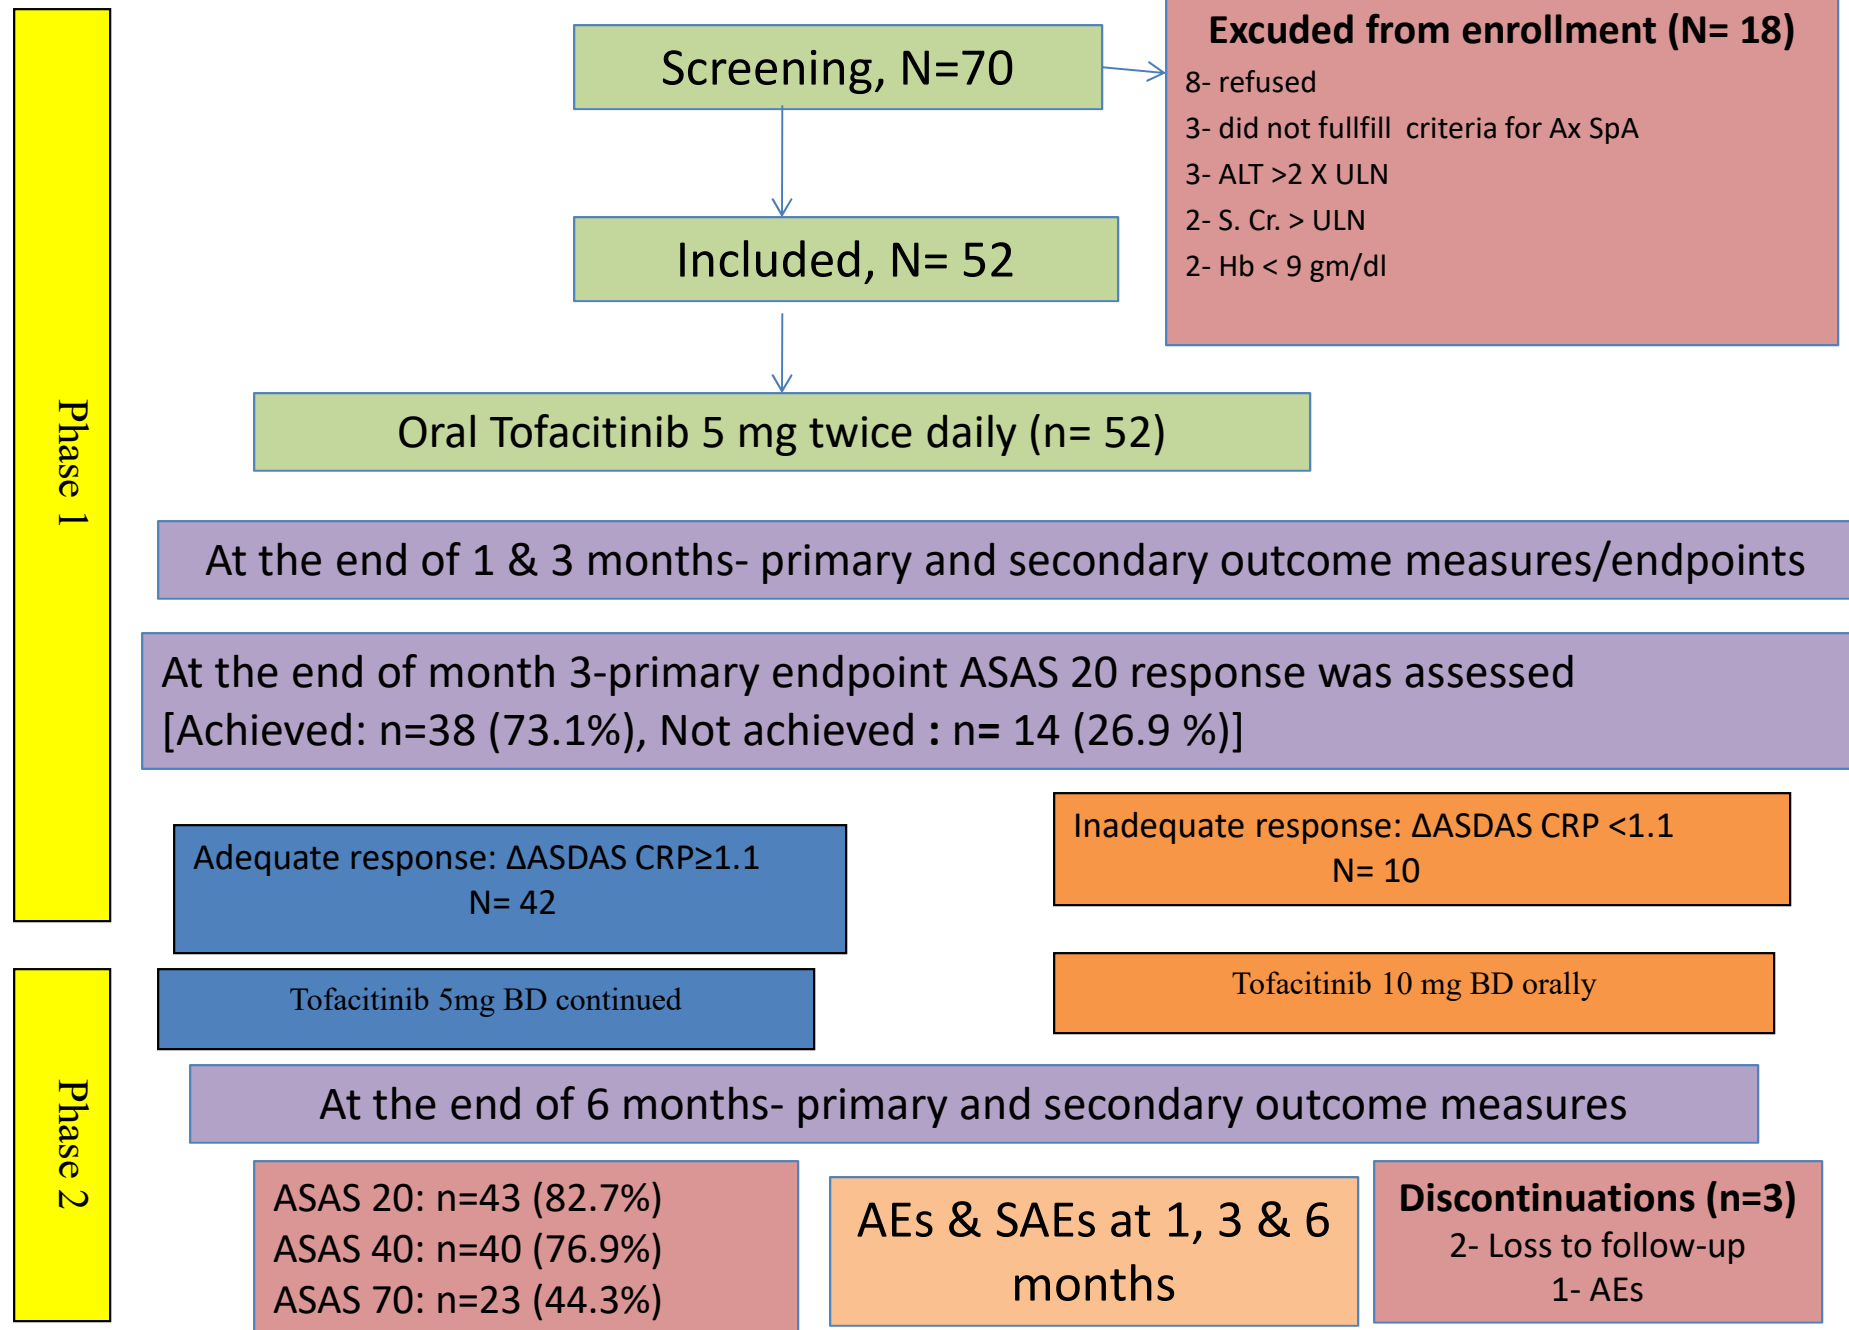 Phase 1
Screening, N=70
Excuded from enrollment (N= 18)
8- refused
3- did not fullfill criteria for Ax SpA
3- ALT >2 X ULN
2- S. Cr. > ULN
2- Hb < 9 gm/dl
Included, N= 52
Oral Tofacitinib 5 mg twice daily (n= 52)
At the end of 1 & 3 months- primary and secondary outcome measures/endpoints
At the end of month 3-primary endpoint ASAS 20 response was assessed
[Achieved: n=38 (73.1%), Not achieved : n= 14 (26.9 %)]
Adequate response: ΔASDAS CRP≥1.1
N= 42
Inadequate response: ΔASDAS CRP <1.1
N= 10
Phase 2
Tofacitinib 5mg BD continued
Tofacitinib 10 mg BD orally
At the end of 6 months- primary and secondary outcome measures
ASAS 20: n=43 (82.7%)
ASAS 40: n=40 (76.9%)
ASAS 70: n=23 (44.3%)
AEs & SAEs at 1, 3 & 6
months
Discontinuations (n=3)
2- Loss to follow-up
1- AEs